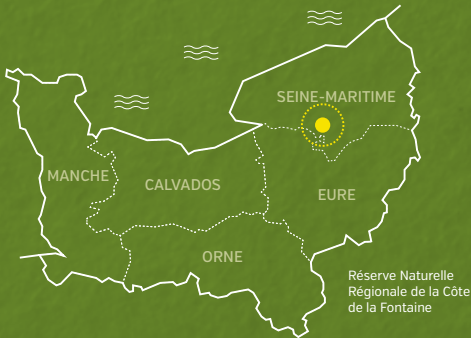 SEINE-MARITIME
MANCHE
CALVADOS
EURE
ORNE
Réserve Naturelle
Régionale de la Côte
de la Fontaine